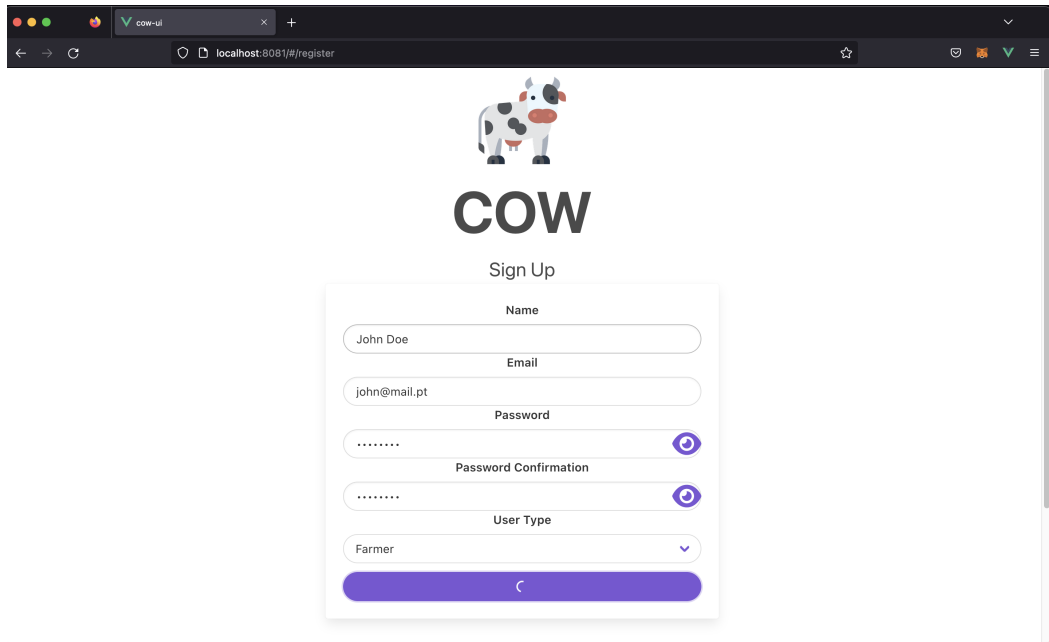 cow-ui
localhost:8081/#/register
COW
Sign Up
Name
John Doe
Email
john@mail.pt
Password
••••••••
Password Confirmation
••••••••
User Type
Farmer